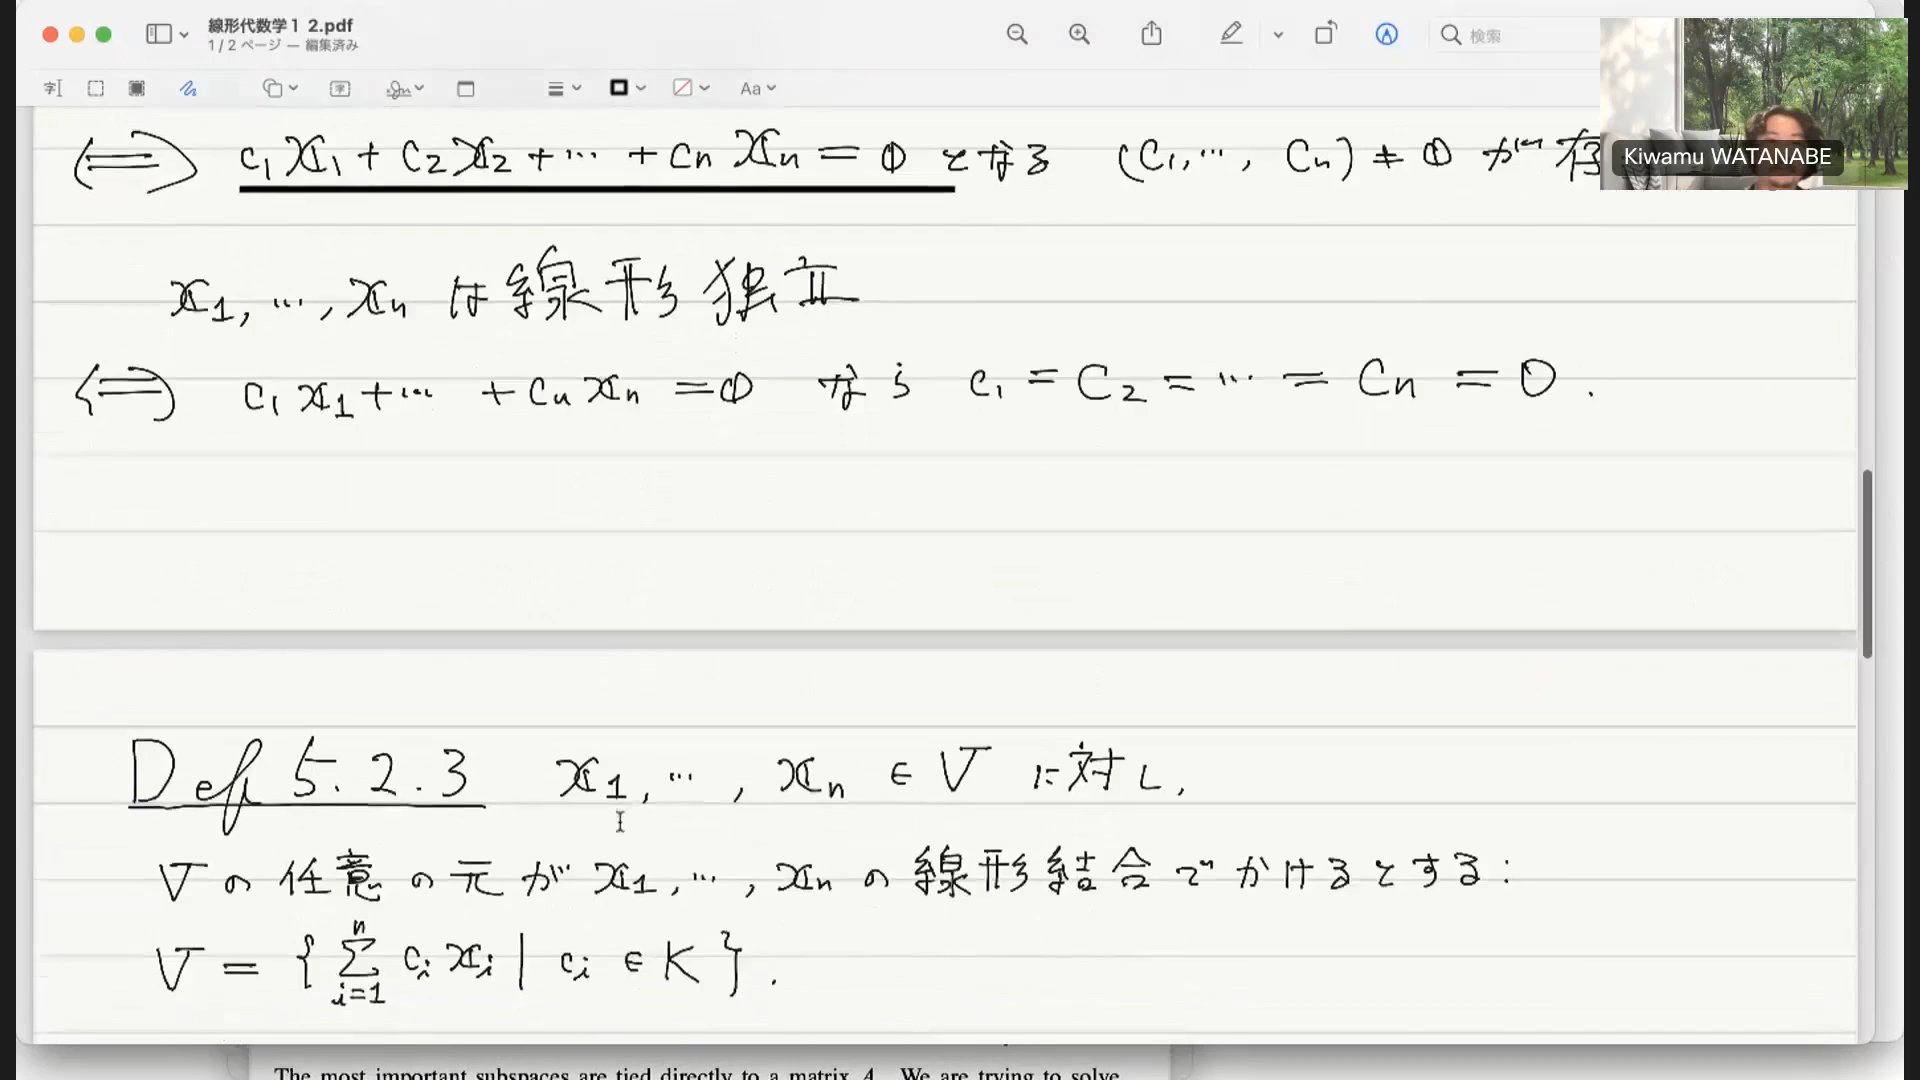 線形代数学1 2.pdf
1 / 2 ページ — 編集済み
検索
Aa
Kiwamu WATANABE
⟺ c₁x₁ + c₂x₂ + … + cₙxₙ = 0 となる (c₁, …, cₙ) ≠ 0 が存
x₁, …, xₙ は線形独立
⟺ c₁x₁ + … + cₙxₙ = 0 なら c₁ = c₂ = … = cₙ = 0 .
Def 5.2.3 x₁, …, xₙ ∈ V に対し,
Vの任意の元が x₁, …, xₙ の線形結合でかけるとする :
V = { ∑ⁿᵢ₌₁ cᵢxᵢ | cᵢ ∈ K } .
The most important subspaces are tied directly to a matrix A. We are trying to solve